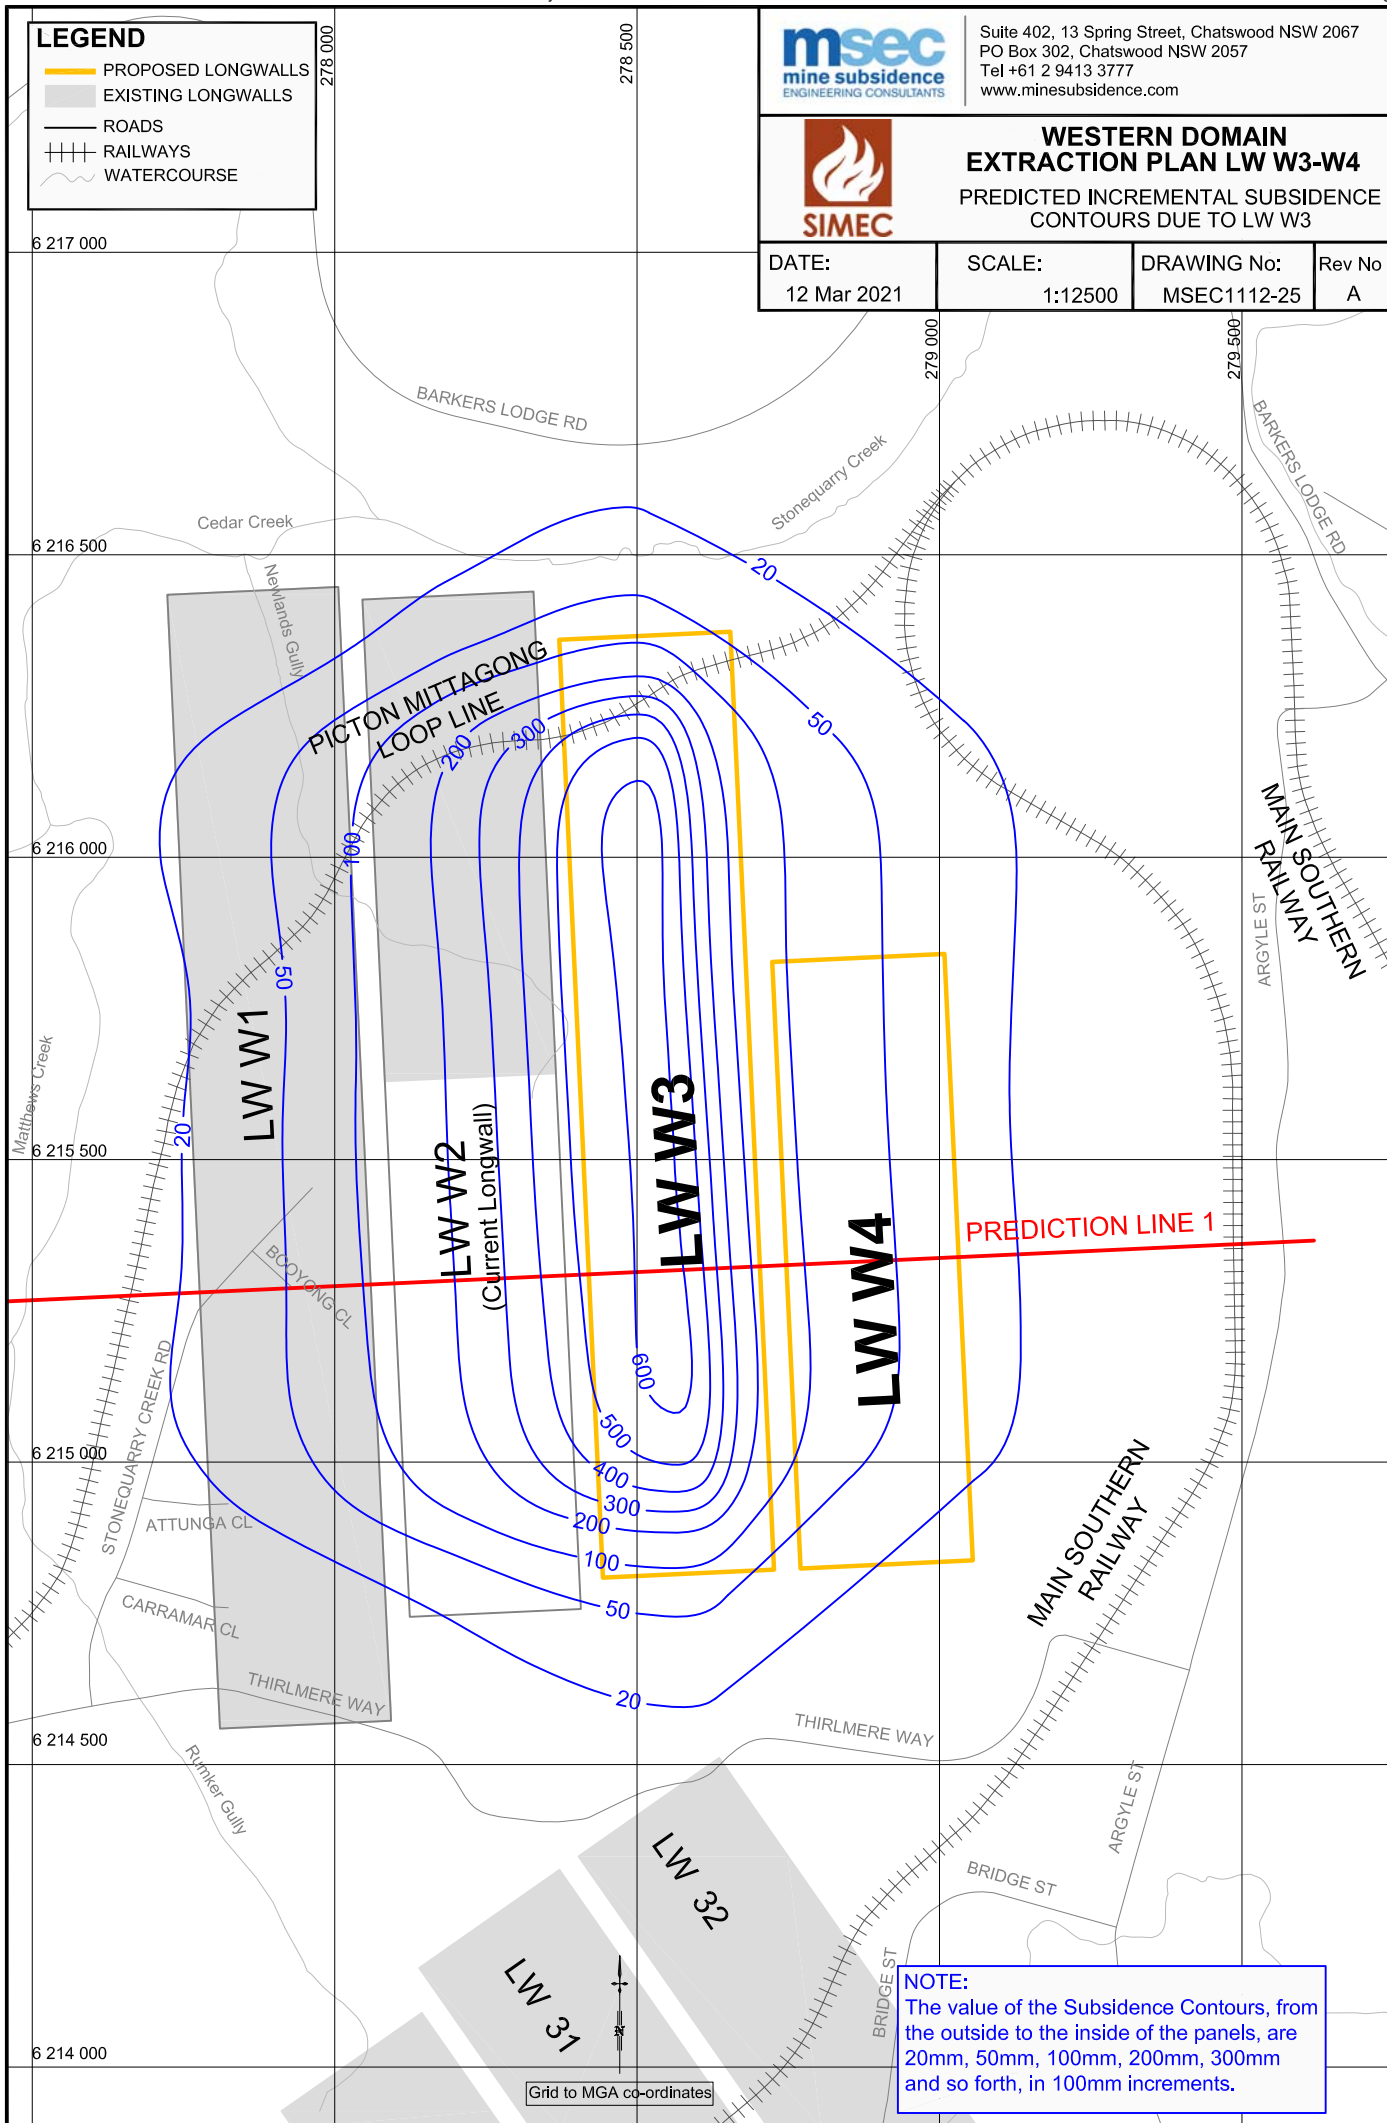 LEGEND
PROPOSED LONGWALLS
EXISTING LONGWALLS
ROADS
RAILWAYS
WATERCOURSE
msec
mine subsidence
ENGINEERING CONSULTANTS
Suite 402, 13 Spring Street, Chatswood NSW 2067
PO Box 302, Chatswood NSW 2057
Tel +61 2 9413 3777
www.minesubsidence.com
SIMEC
WESTERN DOMAIN
EXTRACTION PLAN LW W3-W4
PREDICTED INCREMENTAL SUBSIDENCE
CONTOURS DUE TO LW W3
DATE:
12 Mar 2021
SCALE:
1:12500
DRAWING No:
MSEC1112-25
Rev No
A
278 000
278 500
279 000
279 500
6 217 000
BARKERS LODGE RD
BARKERS LODGE RD
Stonequarry Creek
Cedar Creek
6 216 500
Newlands Gully
20
PICTON MITTAGONG
LOOP LINE
50
200
300
100
MAIN SOUTHERN
RAILWAY
6 216 000
ARGYLE ST
50
LW W1
Matthews Creek
20
6 215 500
LW W2
(Current Longwall)
LW W3
LW W4
PREDICTION LINE 1
BOOYONG CL
STONEQUARRY CREEK RD
600
500
400
300
200
100
50
20
6 215 000
ATTUNGA CL
CARRAMAR CL
MAIN SOUTHERN
RAILWAY
THIRLMERE WAY
THIRLMERE WAY
6 214 500
Rumker Gully
ARGYLE ST
BRIDGE ST
BRIDGE ST
LW 32
LW 31
N
6 214 000
Grid to MGA co-ordinates
NOTE:
The value of the Subsidence Contours, from
the outside to the inside of the panels, are
20mm, 50mm, 100mm, 200mm, 300mm
and so forth, in 100mm increments.